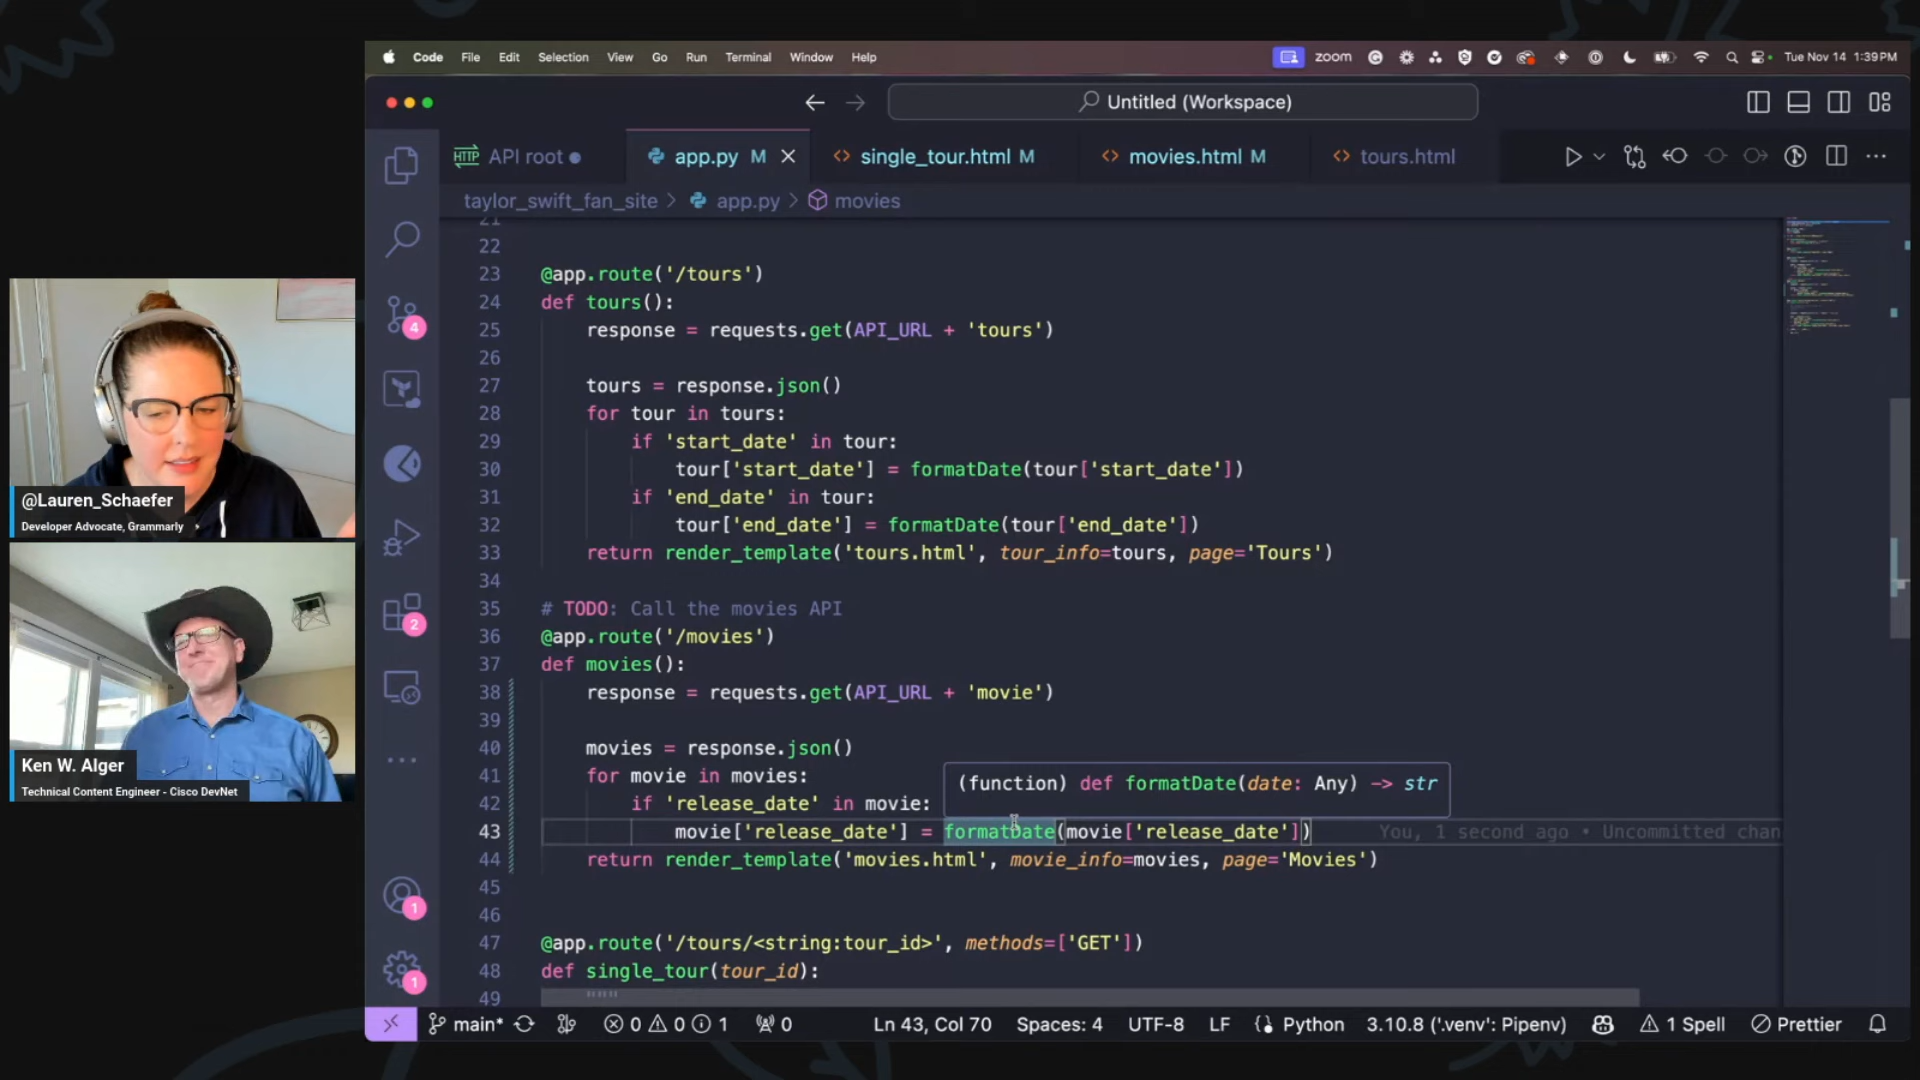 Code File Edit Selection View Go Run Terminal Window Help
zoom Tue Nov 14 1:39 PM
Untitled (Workspace)
HTTP API root
app.py M
single_tour.html M
movies.html M
tours.html
taylor_swift_fan_site > app.py > movies
21
22
23 @app.route('/tours')
24 def tours():
25 response = requests.get(API_URL + 'tours')
26
27 tours = response.json()
28 for tour in tours:
29 if 'start_date' in tour:
30 tour['start_date'] = formatDate(tour['start_date'])
31 if 'end_date' in tour:
32 tour['end_date'] = formatDate(tour['end_date'])
33 return render_template('tours.html', tour_info=tours, page='Tours')
34
35 # TODO: Call the movies API
36 @app.route('/movies')
37 def movies():
38 response = requests.get(API_URL + 'movie')
39
40 movies = response.json()
41 for movie in movies:
(function) def formatDate(date: Any) -> str
42 if 'release_date' in movie:
43 movie['release_date'] = formatDate(movie['release_date']) You, 1 second ago • Uncommitted chan
44 return render_template('movies.html', movie_info=movies, page='Movies')
45
46
47 @app.route('/tours/<string:tour_id>', methods=['GET'])
48 def single_tour(tour_id):
49 """"
4
2
1
1
main* 0 0 1 0 Ln 43, Col 70 Spaces: 4 UTF-8 LF Python 3.10.8 ('.venv': Pipenv) 1 Spell Prettier
@Lauren_Schaefer
Developer Advocate, Grammarly
Ken W. Alger
Technical Content Engineer - Cisco DevNet